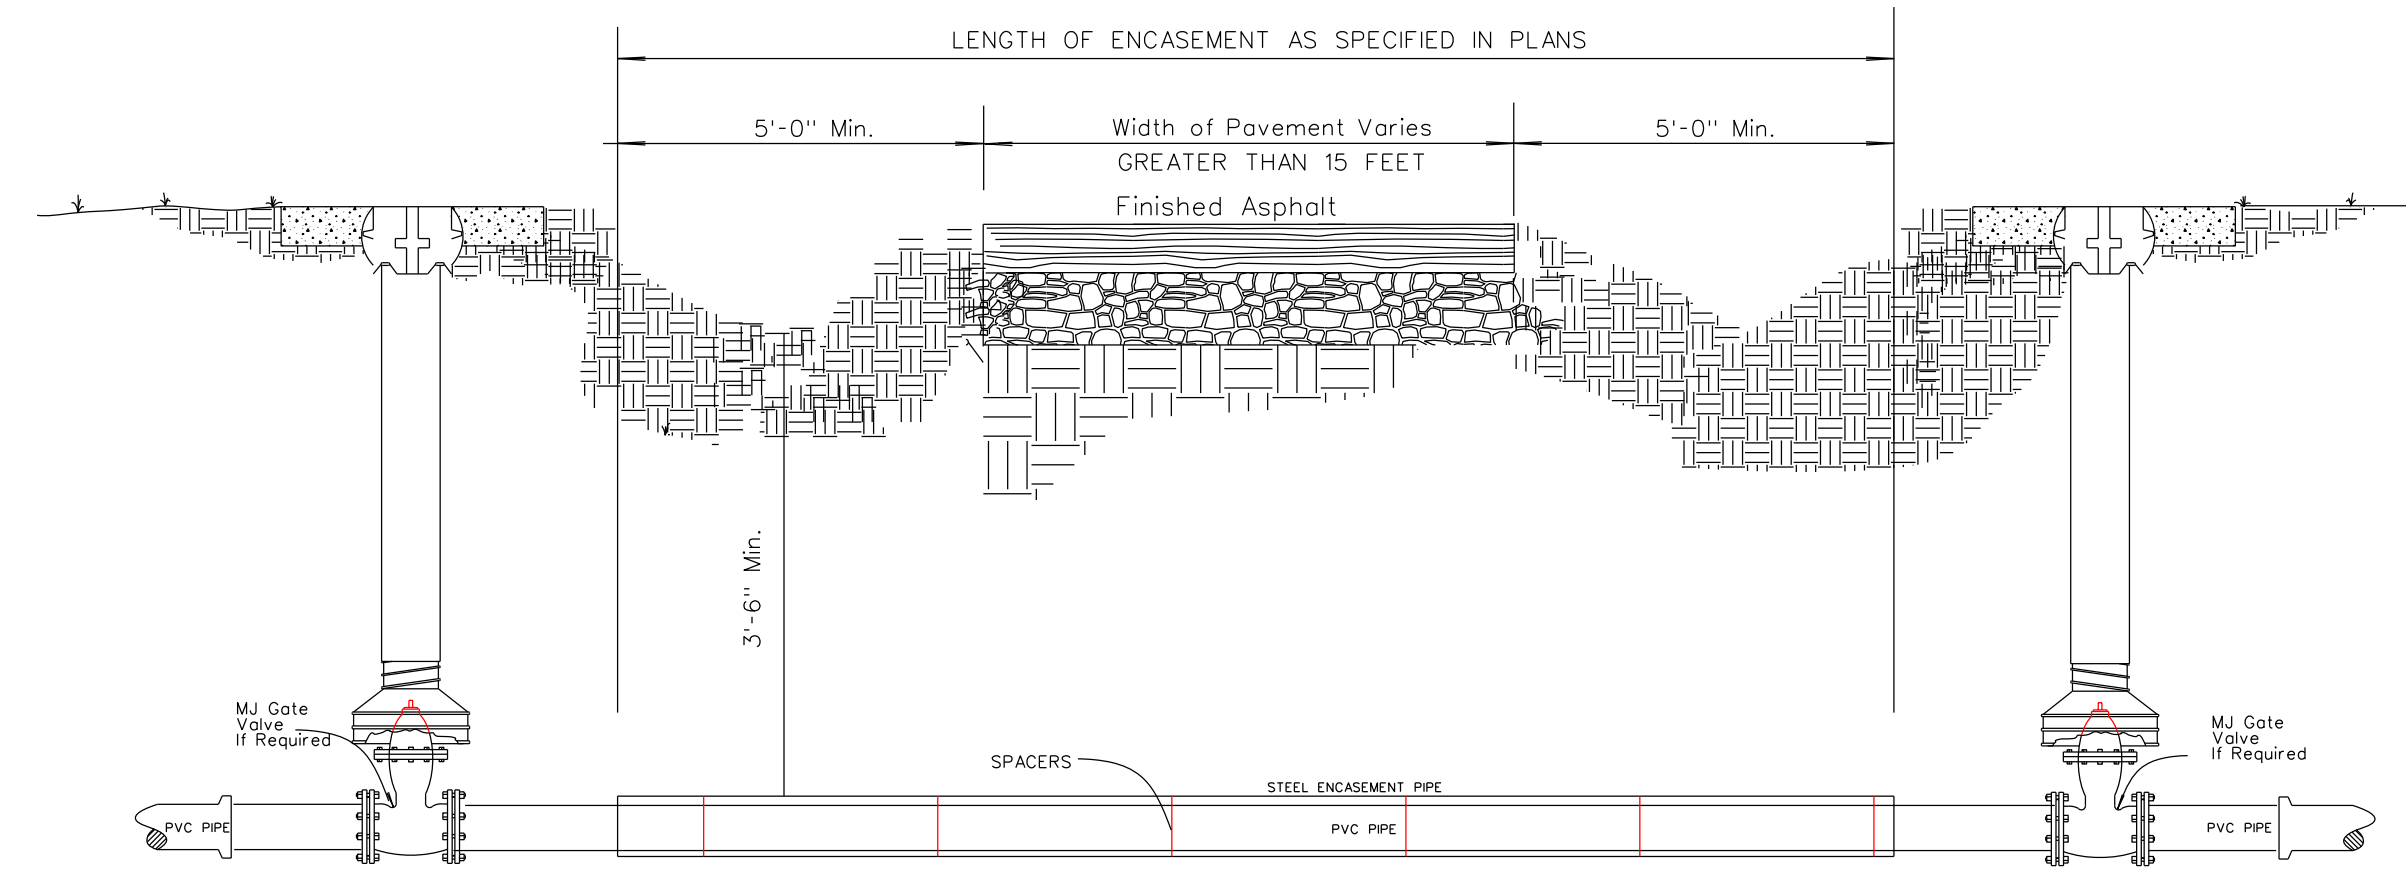 LENGTH OF ENCASEMENT AS SPECIFIED IN PLANS
5'-0" Min.
Width of Pavement Varies
5'-0" Min.
GREATER THAN 15 FEET
Finished Asphalt
3'-6" Min.
MJ Gate
Valve
If Required
MJ Gate
Valve
If Required
SPACERS
STEEL ENCASEMENT PIPE
PVC PIPE
PVC PIPE
PVC PIPE